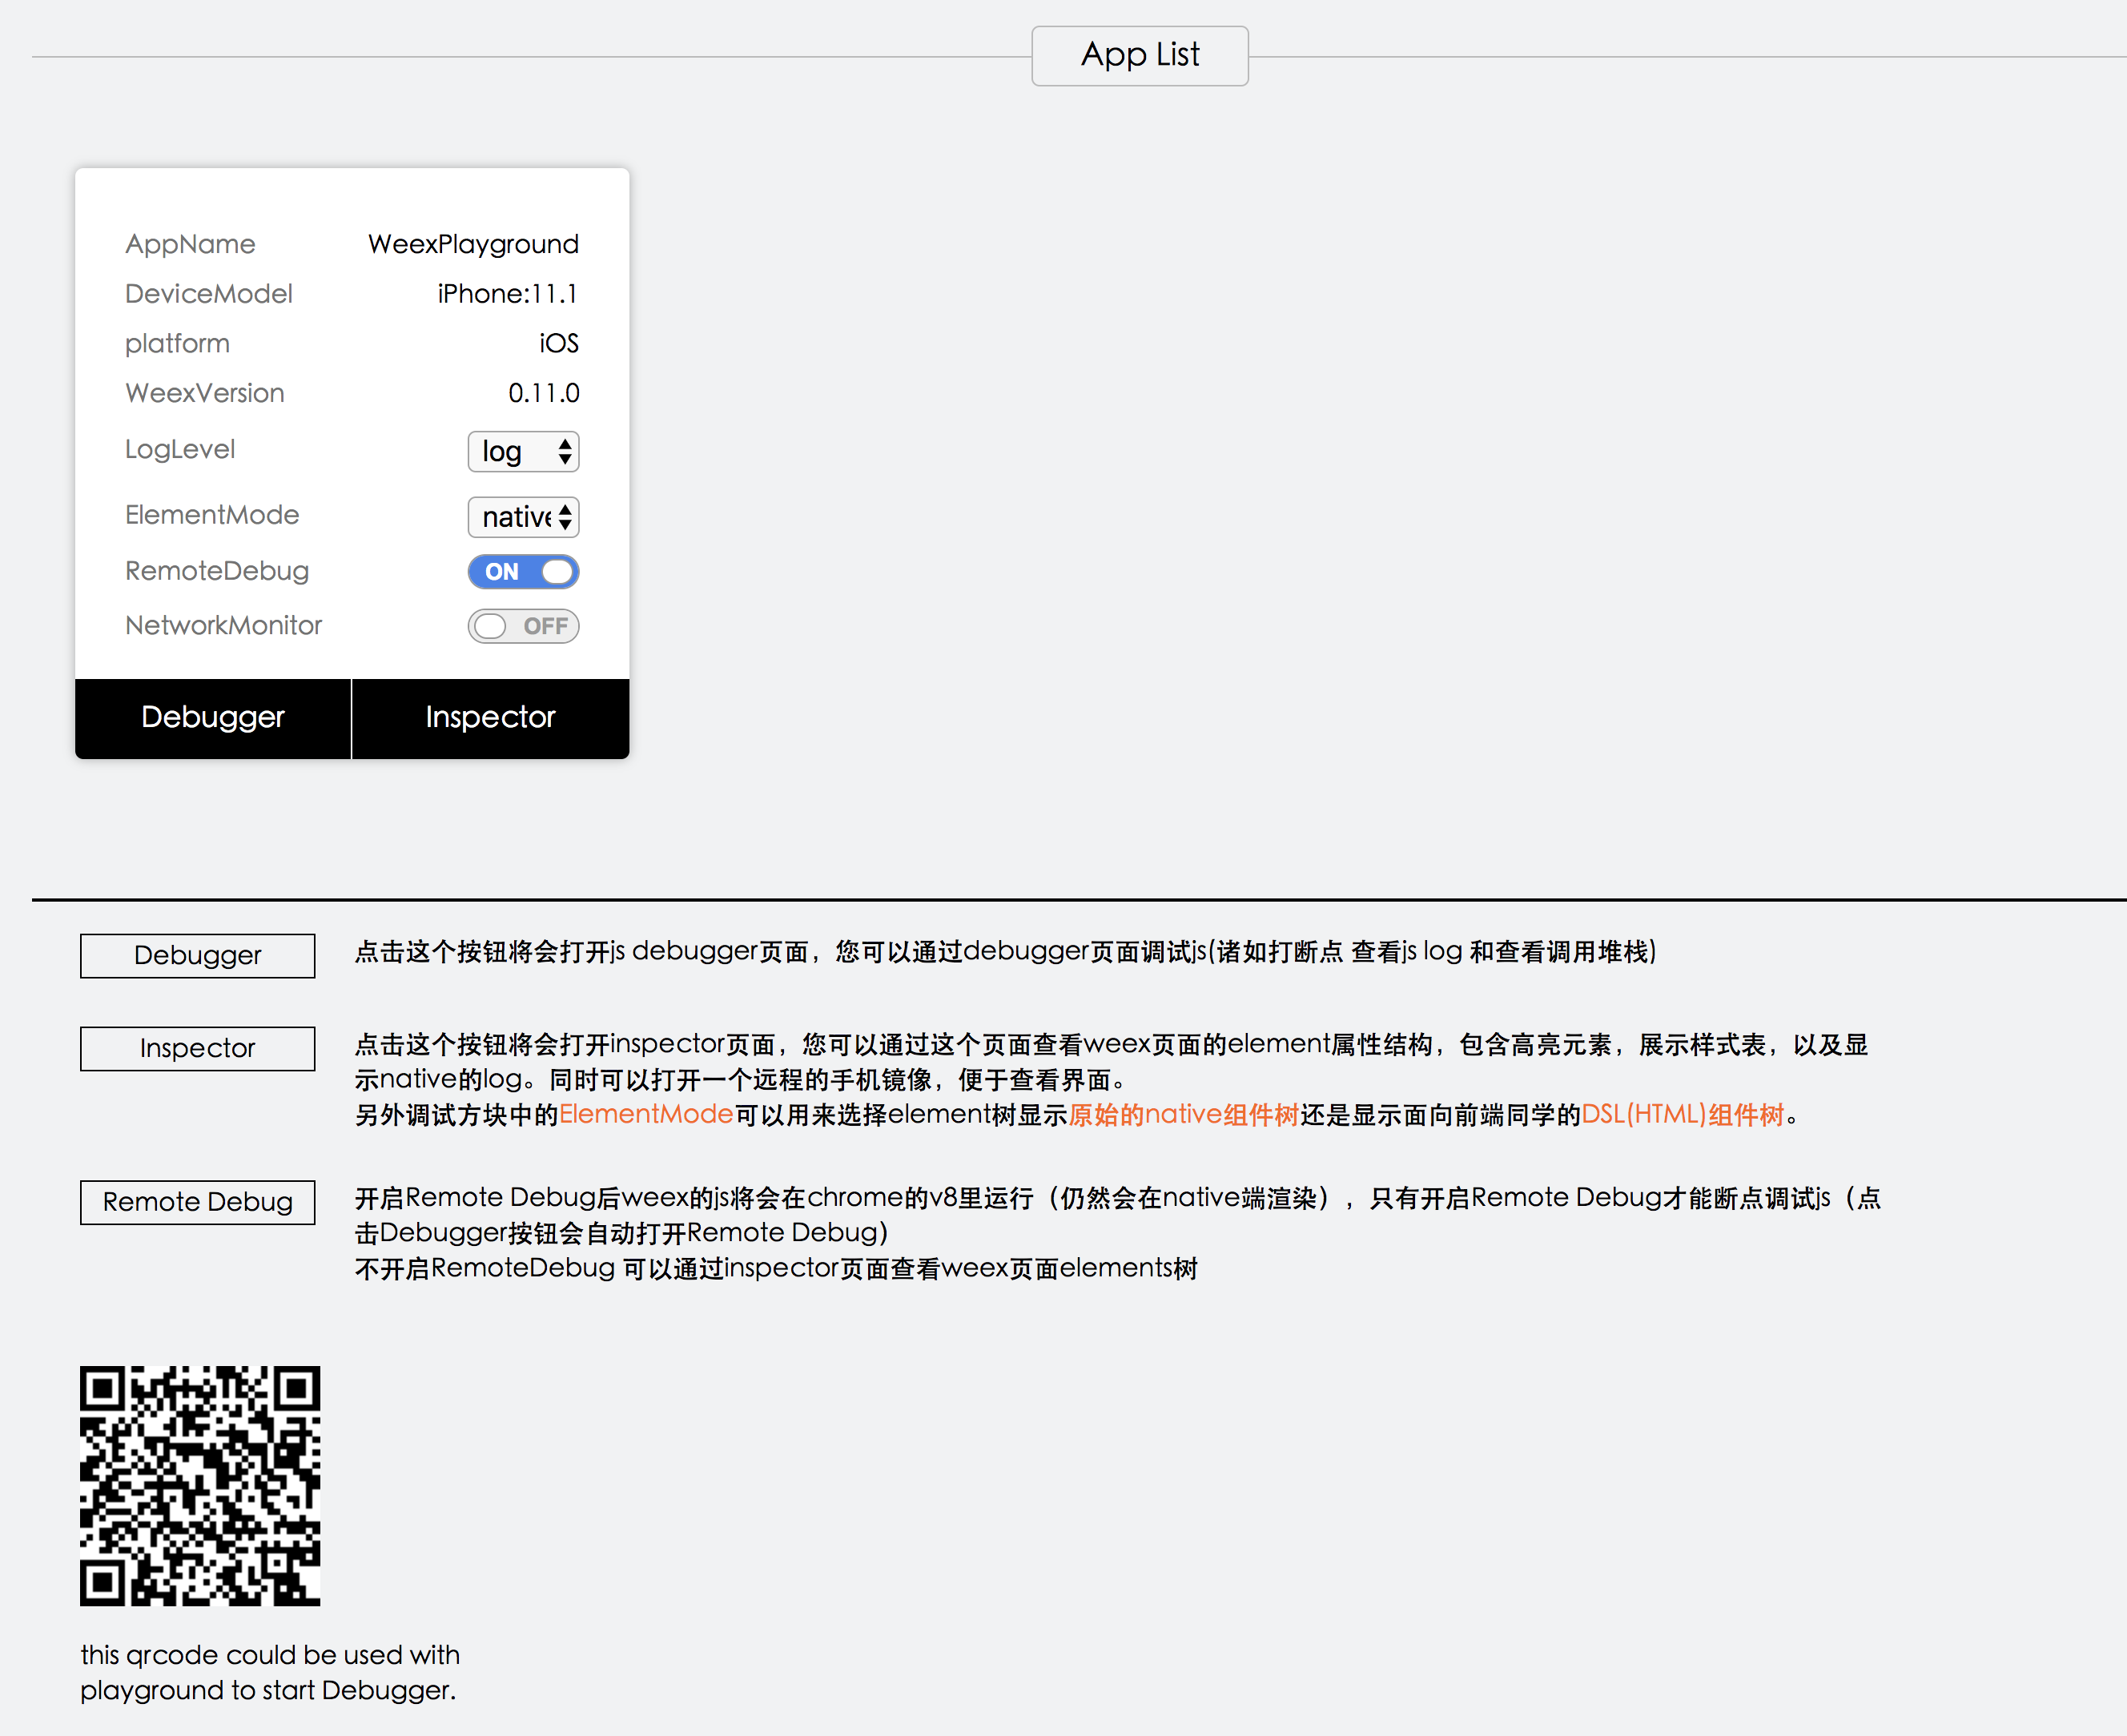 App List
AppName WeexPlayground
DeviceModel iPhone:11.1
platform iOS
WeexVersion 0.11.0
LogLevel log
ElementMode native
RemoteDebug ON
NetworkMonitor OFF
Debugger Inspector
Debugger 点击这个按钮将会打开js debugger页面，您可以通过debugger页面调试js(诸如打断点 查看js log 和查看调用堆栈)
Inspector 点击这个按钮将会打开inspector页面，您可以通过这个页面查看weex页面的element属性结构，包含高亮元素，展示样式表，以及显
示native的log。同时可以打开一个远程的手机镜像，便于查看界面。
另外调试方块中的ElementMode可以用来选择element树显示原始的native组件树还是显示面向前端同学的DSL(HTML)组件树。
Remote Debug 开启Remote Debug后weex的js将会在chrome的v8里运行（仍然会在native端渲染），只有开启Remote Debug才能断点调试js（点
击Debugger按钮会自动打开Remote Debug）
不开启RemoteDebug 可以通过inspector页面查看weex页面elements树
this qrcode could be used with
playground to start Debugger.